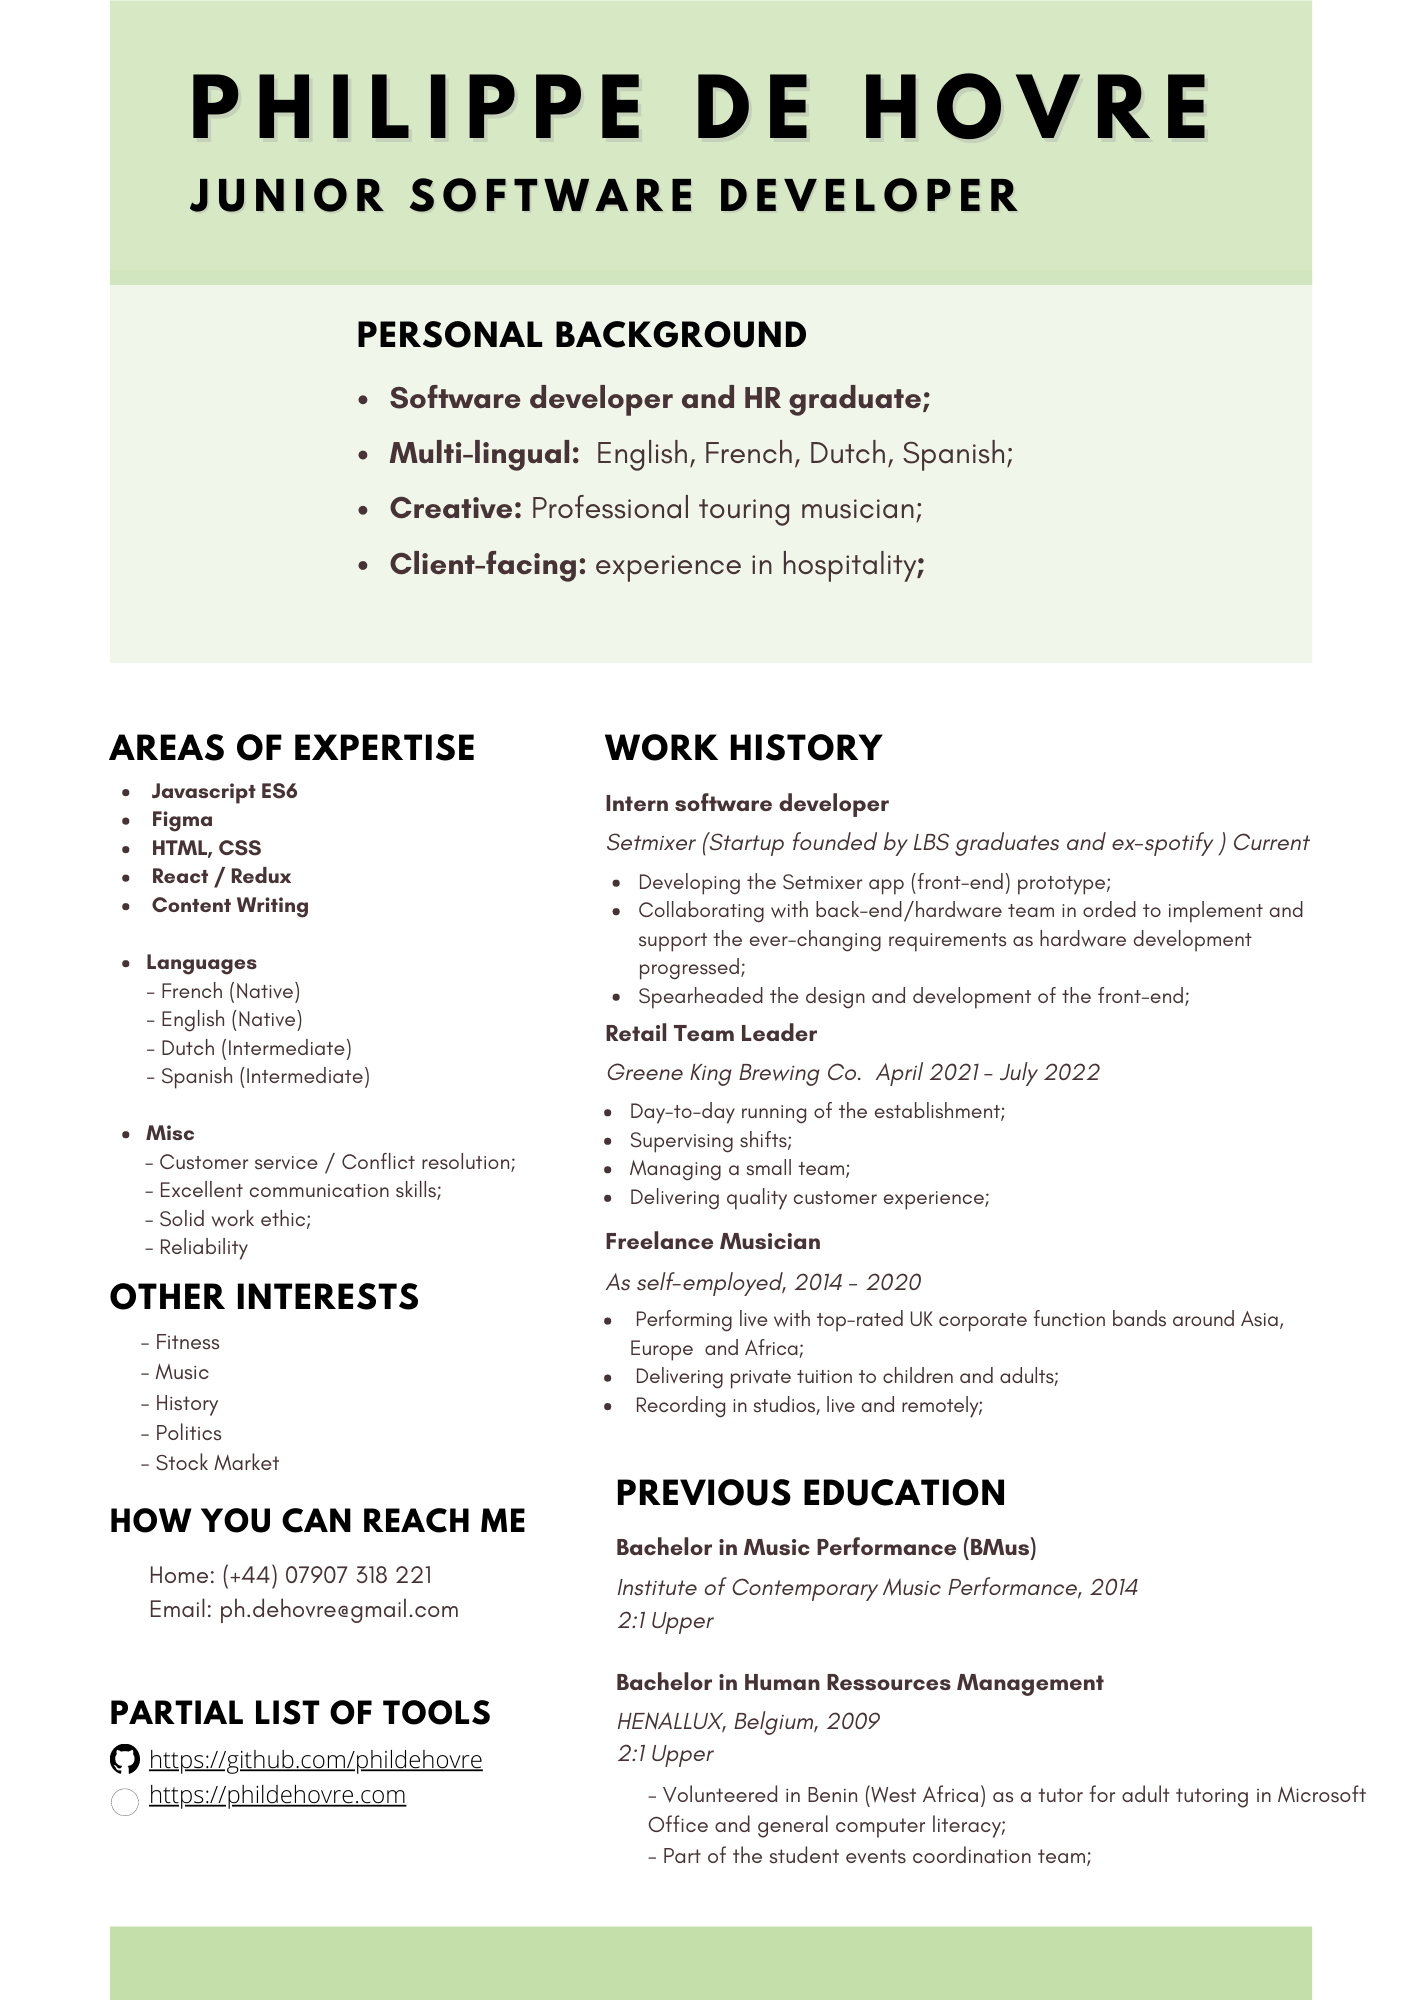 PHILIPPE DE HOVRE
JUNIOR SOFTWARE DEVELOPER
PERSONAL BACKGROUND
• Software developer and HR graduate;
• Multi-lingual: English, French, Dutch, Spanish;
• Creative: Professional touring musician;
• Client-facing: experience in hospitality;
AREAS OF EXPERTISE
• Javascript ES6
• Figma
• HTML, CSS
• React / Redux
• Content Writing
• Languages
- French (Native)
- English (Native)
- Dutch (Intermediate)
- Spanish (Intermediate)
• Misc
- Customer service / Conflict resolution;
- Excellent communication skills;
- Solid work ethic;
- Reliability
OTHER INTERESTS
- Fitness
- Music
- History
- Politics
- Stock Market
HOW YOU CAN REACH ME
Home: (+44) 07907 318 221
Email: ph.dehovre@gmail.com
PARTIAL LIST OF TOOLS
https://github.com/phildehovre
https://phildehovre.com
WORK HISTORY
Intern software developer
Setmixer (Startup founded by LBS graduates and ex-spotify ) Current
• Developing the Setmixer app (front-end) prototype;
• Collaborating with back-end/hardware team in orded to implement and
support the ever-changing requirements as hardware development
progressed;
• Spearheaded the design and development of the front-end;
Retail Team Leader
Greene King Brewing Co. April 2021 - July 2022
• Day-to-day running of the establishment;
• Supervising shifts;
• Managing a small team;
• Delivering quality customer experience;
Freelance Musician
As self-employed, 2014 - 2020
• Performing live with top-rated UK corporate function bands around Asia,
Europe and Africa;
• Delivering private tuition to children and adults;
• Recording in studios, live and remotely;
PREVIOUS EDUCATION
Bachelor in Music Performance (BMus)
Institute of Contemporary Music Performance, 2014
2:1 Upper
Bachelor in Human Ressources Management
HENALLUX, Belgium, 2009
2:1 Upper
- Volunteered in Benin (West Africa) as a tutor for adult tutoring in Microsoft
Office and general computer literacy;
- Part of the student events coordination team;